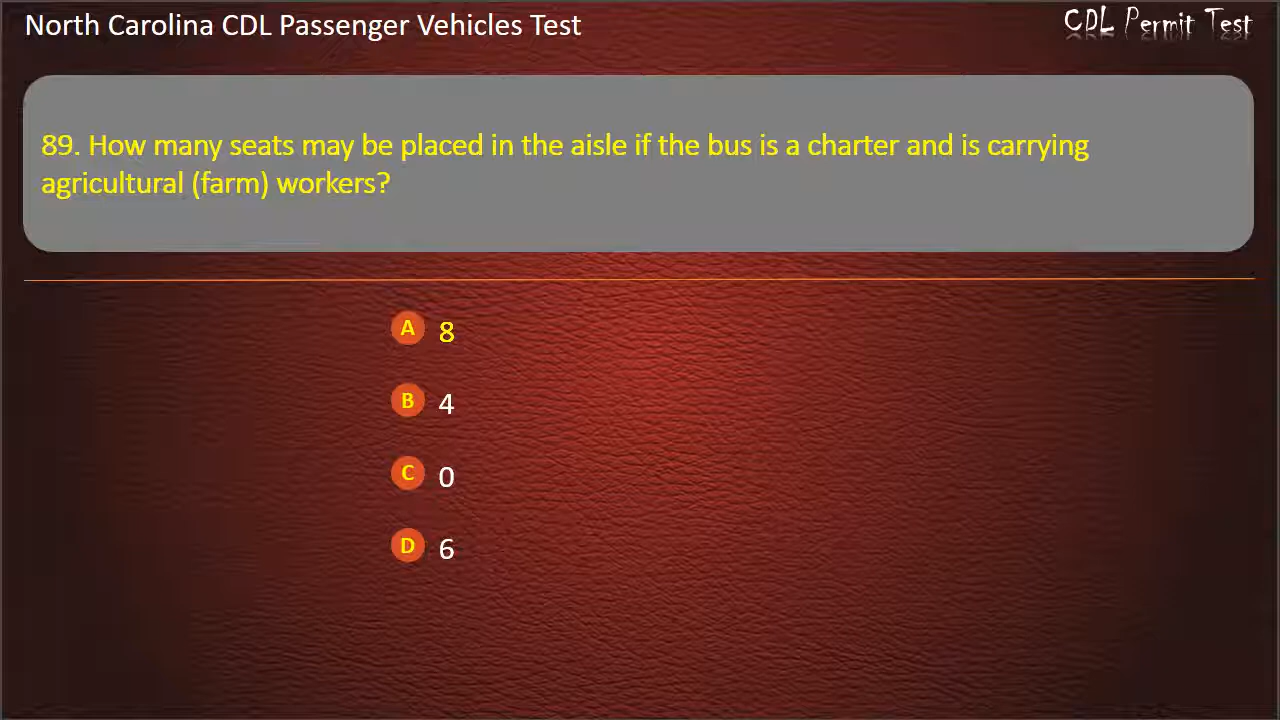 North Carolina CDL Passenger Vehicles Test
CDL Permit Test
89. How many seats may be placed in the aisle if the bus is a charter and is carrying
agricultural (farm) workers?
A 8
B 4
C 0
D 6